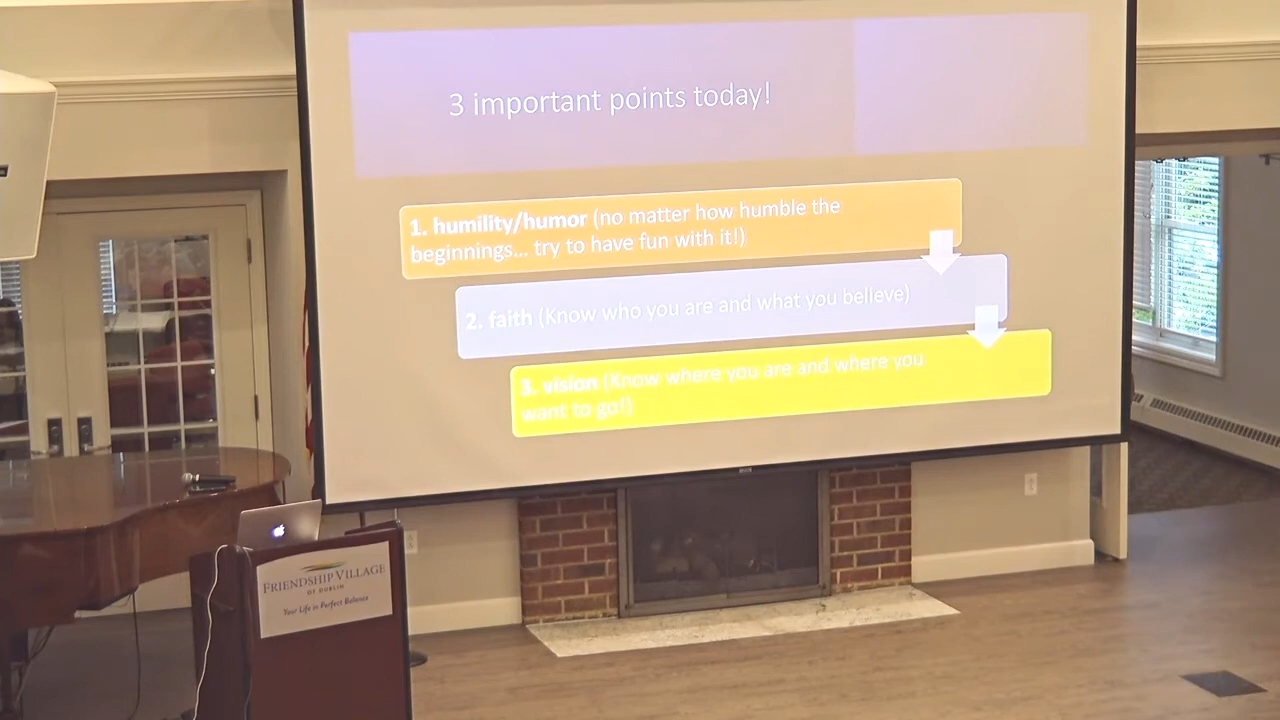 3 important points today!
1. humility/humor (no matter how humble the
beginnings... try to have fun with it!)
2. faith (Know who you are and what you believe)
3. vision (Know where you are and where you
want to go!)
FRIENDSHIP VILLAGE
OF DUBLIN
Your Life in Perfect Balance